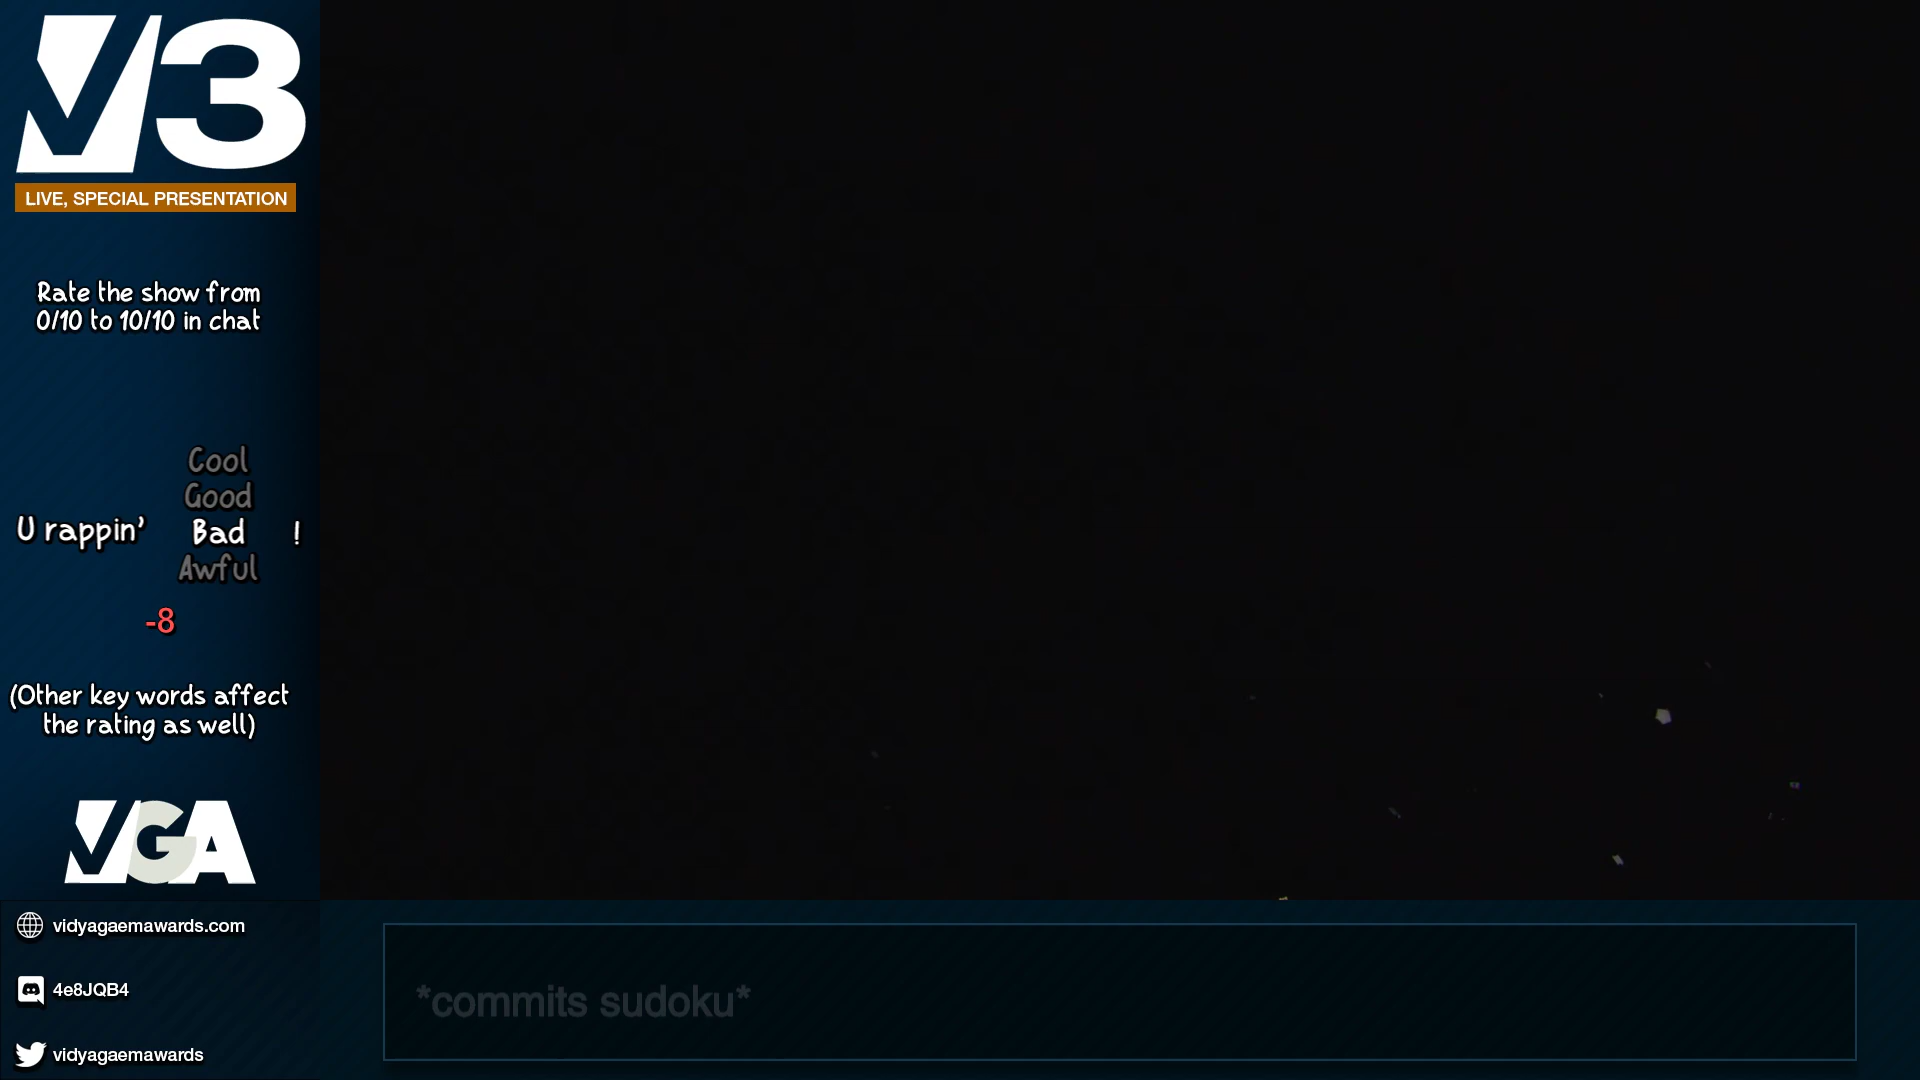 V3
LIVE, SPECIAL PRESENTATION
Rate the show from
0/10 to 10/10 in chat
Cool
Good
U rappin' Bad !
Awful
-8
(Other key words affect
the rating as well)
VGA
vidyagaemawards.com
4e8JQB4
vidyagaemawards
*commits sudoku*